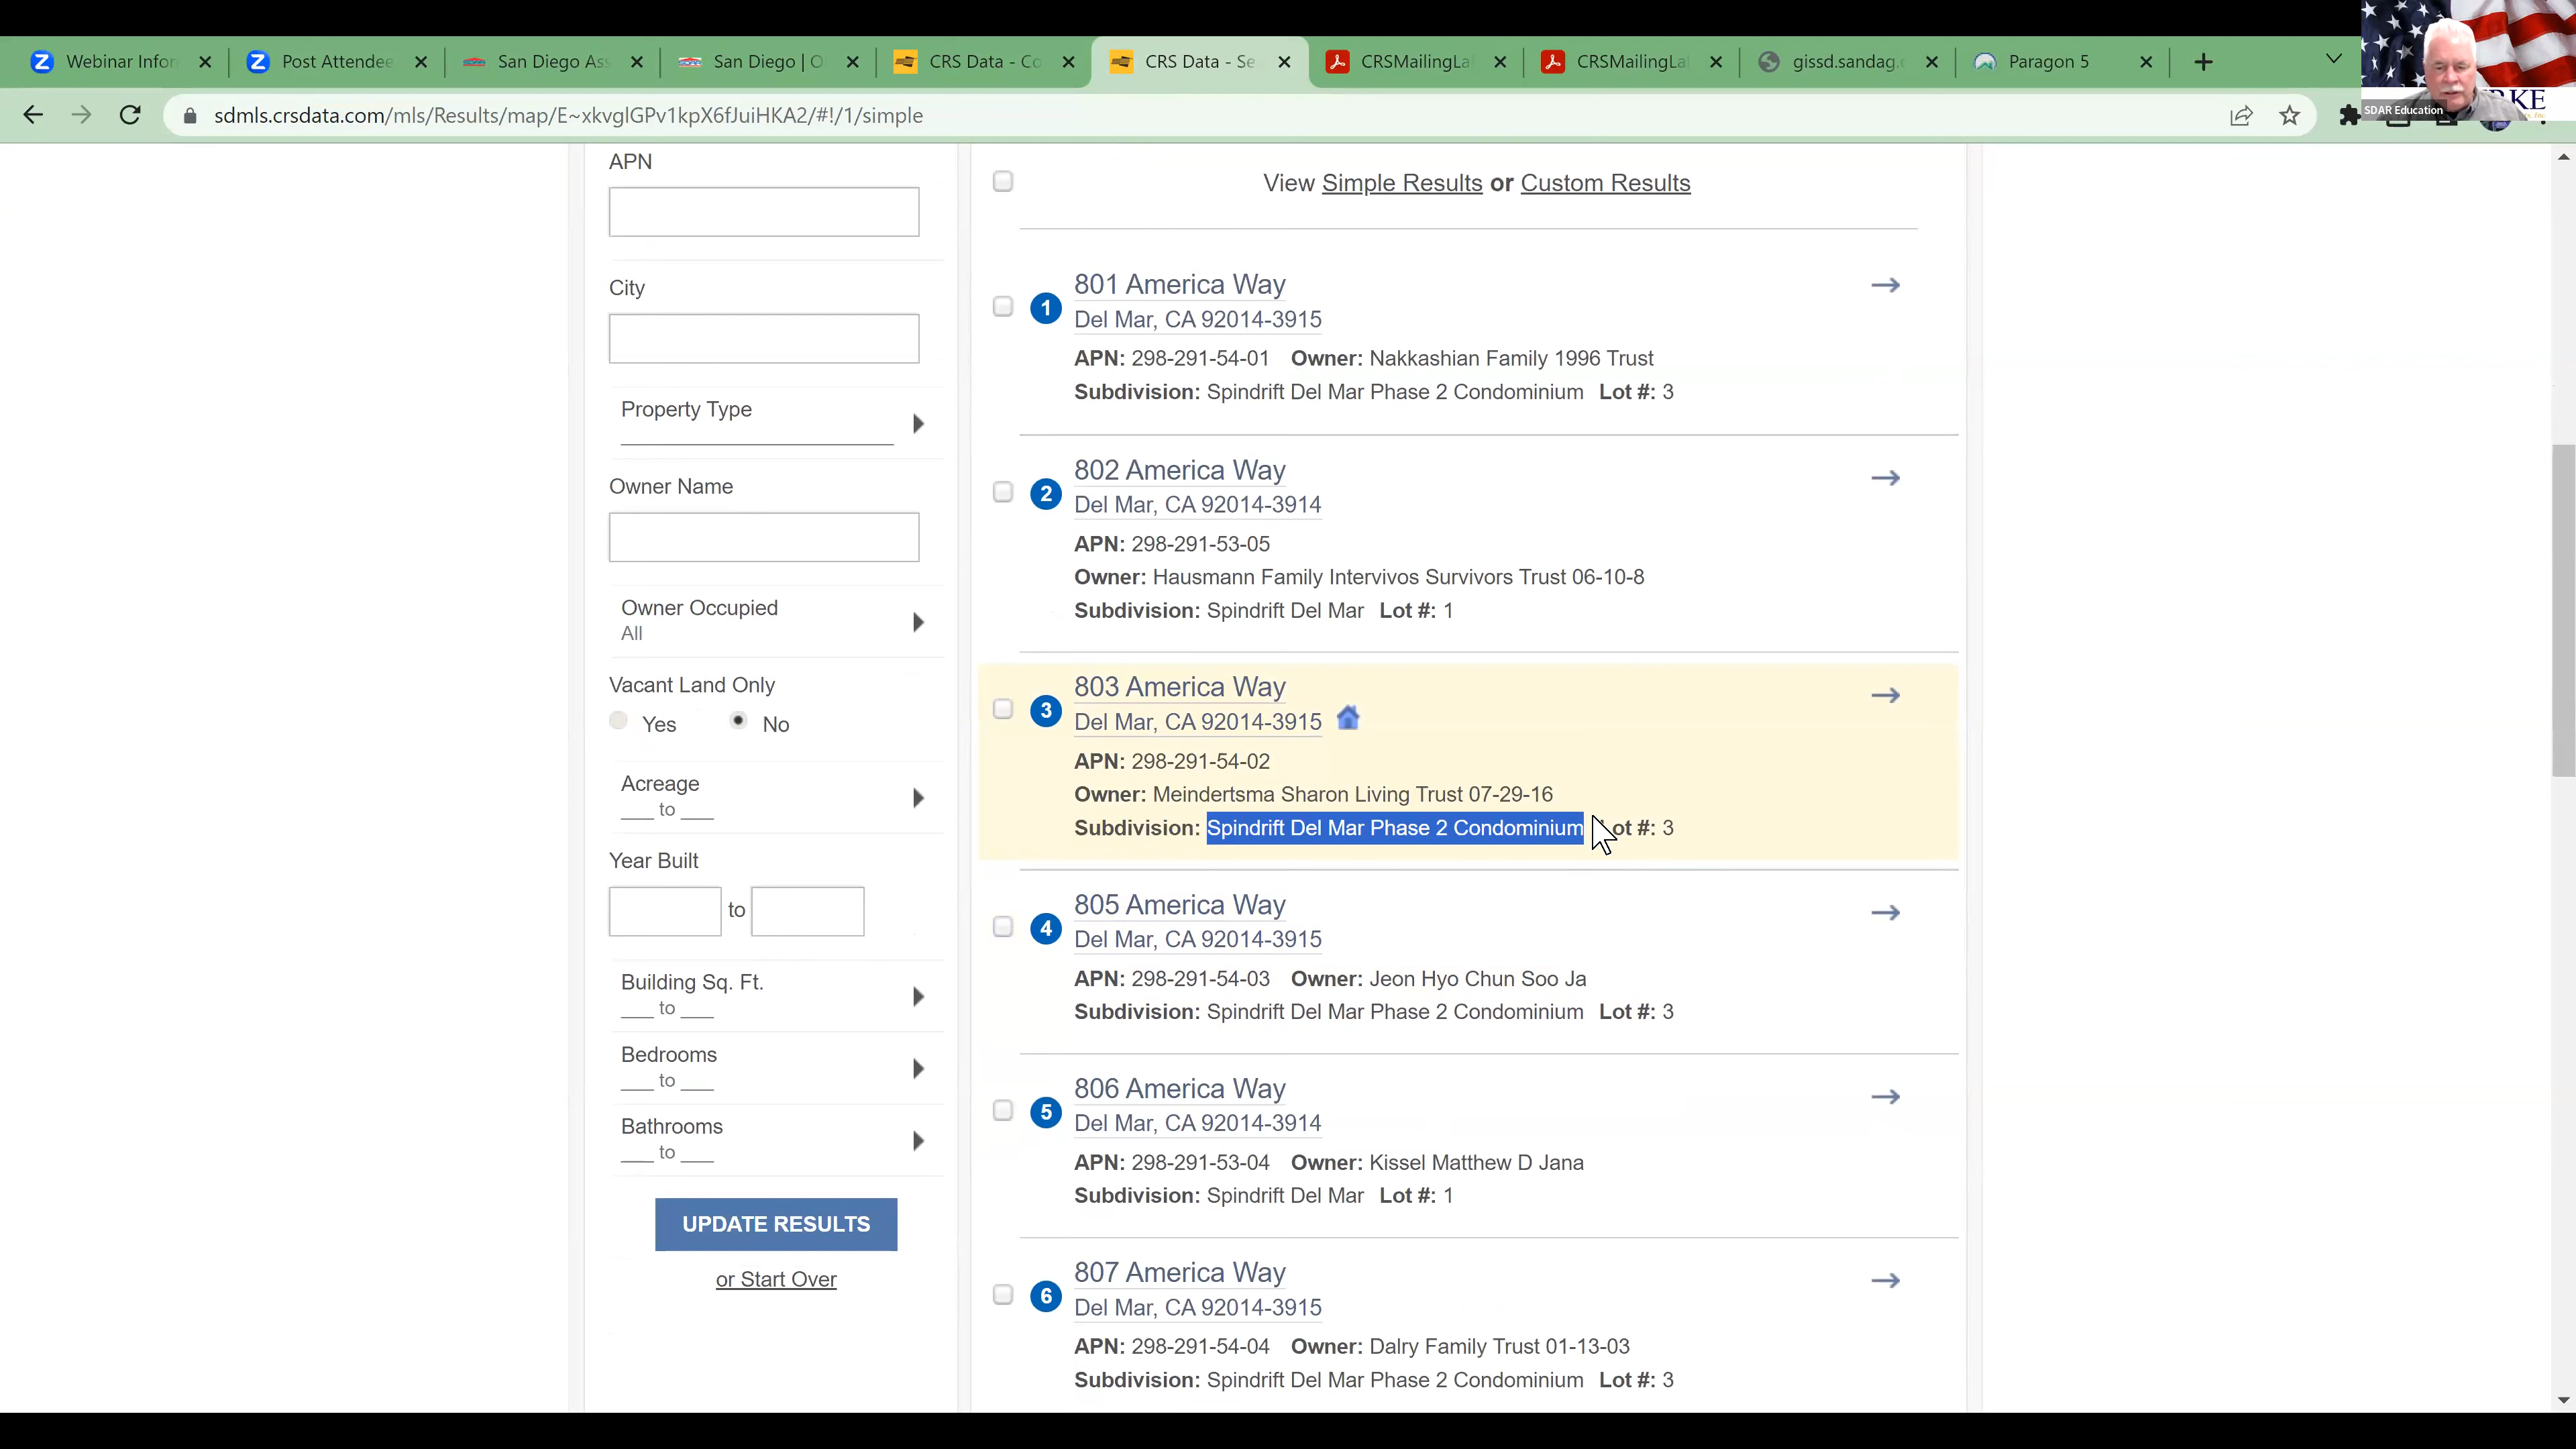 Webinar Infor
Post Attendee
San Diego Ass
San Diego | O
CRS Data - Co
CRS Data - Se
CRSMailingLa
CRSMailingLa
gissd.sandag.
Paragon 5
sdmls.crsdata.com/mls/Results/map/E~xkvglGPv1kpX6fJuiHKA2/#!/1/simple
SDAR Education
APN
City
Property Type
Owner Name
Owner Occupied
All
Vacant Land Only
Yes No
Acreage
___ to ___
Year Built
to
Building Sq. Ft.
___ to ___
Bedrooms
___ to ___
Bathrooms
___ to ___
UPDATE RESULTS
or Start Over
View Simple Results or Custom Results
1
801 America Way
Del Mar, CA 92014-3915
APN: 298-291-54-01 Owner: Nakkashian Family 1996 Trust
Subdivision: Spindrift Del Mar Phase 2 Condominium Lot #: 3
2
802 America Way
Del Mar, CA 92014-3914
APN: 298-291-53-05
Owner: Hausmann Family Intervivos Survivors Trust 06-10-8
Subdivision: Spindrift Del Mar Lot #: 1
3
803 America Way
Del Mar, CA 92014-3915
APN: 298-291-54-02
Owner: Meindertsma Sharon Living Trust 07-29-16
Subdivision: Spindrift Del Mar Phase 2 Condominium Lot #: 3
4
805 America Way
Del Mar, CA 92014-3915
APN: 298-291-54-03 Owner: Jeon Hyo Chun Soo Ja
Subdivision: Spindrift Del Mar Phase 2 Condominium Lot #: 3
5
806 America Way
Del Mar, CA 92014-3914
APN: 298-291-53-04 Owner: Kissel Matthew D Jana
Subdivision: Spindrift Del Mar Lot #: 1
6
807 America Way
Del Mar, CA 92014-3915
APN: 298-291-54-04 Owner: Dalry Family Trust 01-13-03
Subdivision: Spindrift Del Mar Phase 2 Condominium Lot #: 3